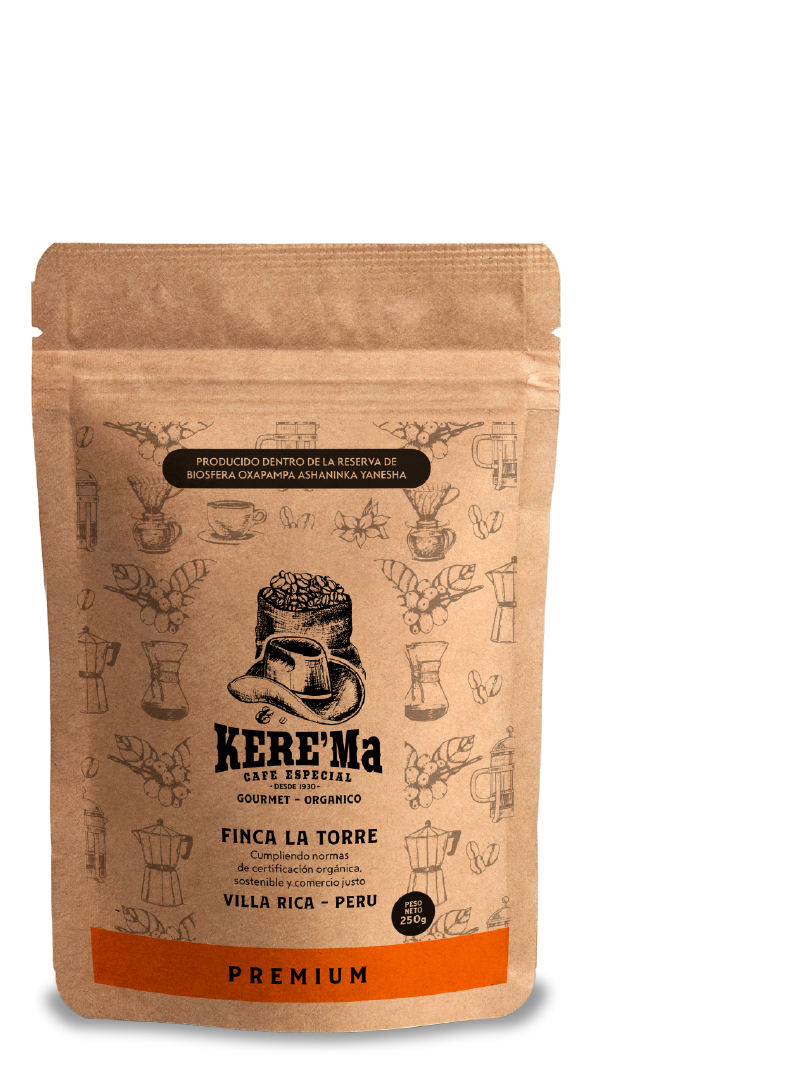 PRODUCIDO DENTRO DE LA RESERVA DE
BIOSFERA OXAPAMPA ASHANINKA YANESHA
KERE'Ma
CAFE ESPECIAL
- DESDE 1930 -
GOURMET - ORGANICO
FINCA LA TORRE
Cumpliendo normas
de certificación orgánica,
sostenible y comercio justo
VILLA RICA - PERU
PESO
NETO
250g
PREMIUM